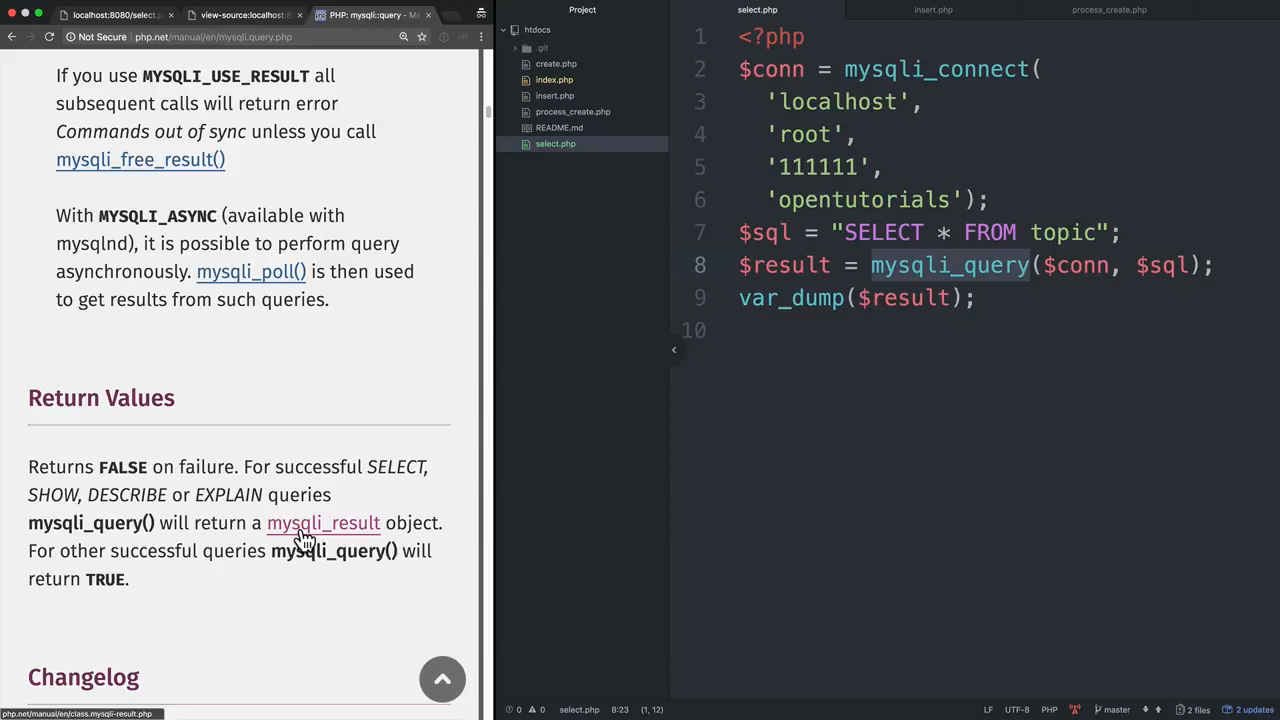 localhost:8080/select.p
view-source:localhost:8
PHP: mysqli::query - Ma
Not Secure | php.net/manual/en/mysqli.query.php
If you use MYSQLI_USE_RESULT all
subsequent calls will return error
Commands out of sync unless you call
mysqli_free_result()
With MYSQLI_ASYNC (available with
mysqlnd), it is possible to perform query
asynchronously. mysqli_poll() is then used
to get results from such queries.
Return Values
Returns FALSE on failure. For successful SELECT,
SHOW, DESCRIBE or EXPLAIN queries
mysqli_query() will return a mysqli_result object.
For other successful queries mysqli_query() will
return TRUE.
Changelog
php.net/manual/en/class.mysqli-result.php
Project
htdocs
.git
create.php
index.php
insert.php
process_create.php
README.md
select.php
select.php
insert.php
process_create.php
1 <?php
2 $conn = mysqli_connect(
3 'localhost',
4 'root',
5 '111111',
6 'opentutorials');
7 $sql = "SELECT * FROM topic";
8 $result = mysqli_query($conn, $sql);
9 var_dump($result);
10
0 0 select.php 8:23 (1, 12)
LF UTF-8 PHP master 2 files 2 updates